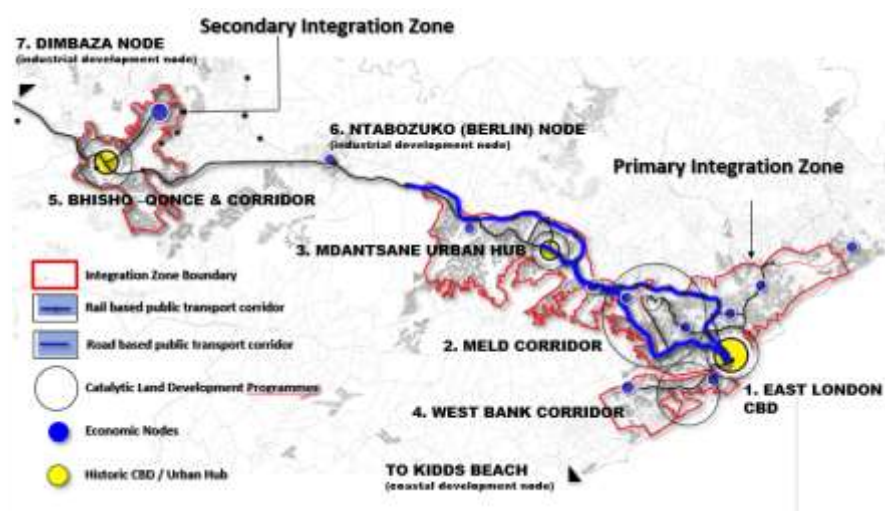 Secondary Integration Zone
7. DIMBAZA NODE
(industrial development node)
6. NTABOZUKO (BERLIN) NODE
(industrial development node)
Primary Integration Zone
5. BHISHO -QONCE & CORRIDOR
3. MDANTSANE URBAN HUB
Integration Zone Boundary
Rail based public transport corridor
Road based public transport corridor
2. MELD CORRIDOR
Catalytic Land Development Programmes
1. EAST LONDON
CBD
4. WEST BANK CORRIDOR
Economic Nodes
Historic CBD / Urban Hub
TO KIDDS BEACH
(coastal development node)